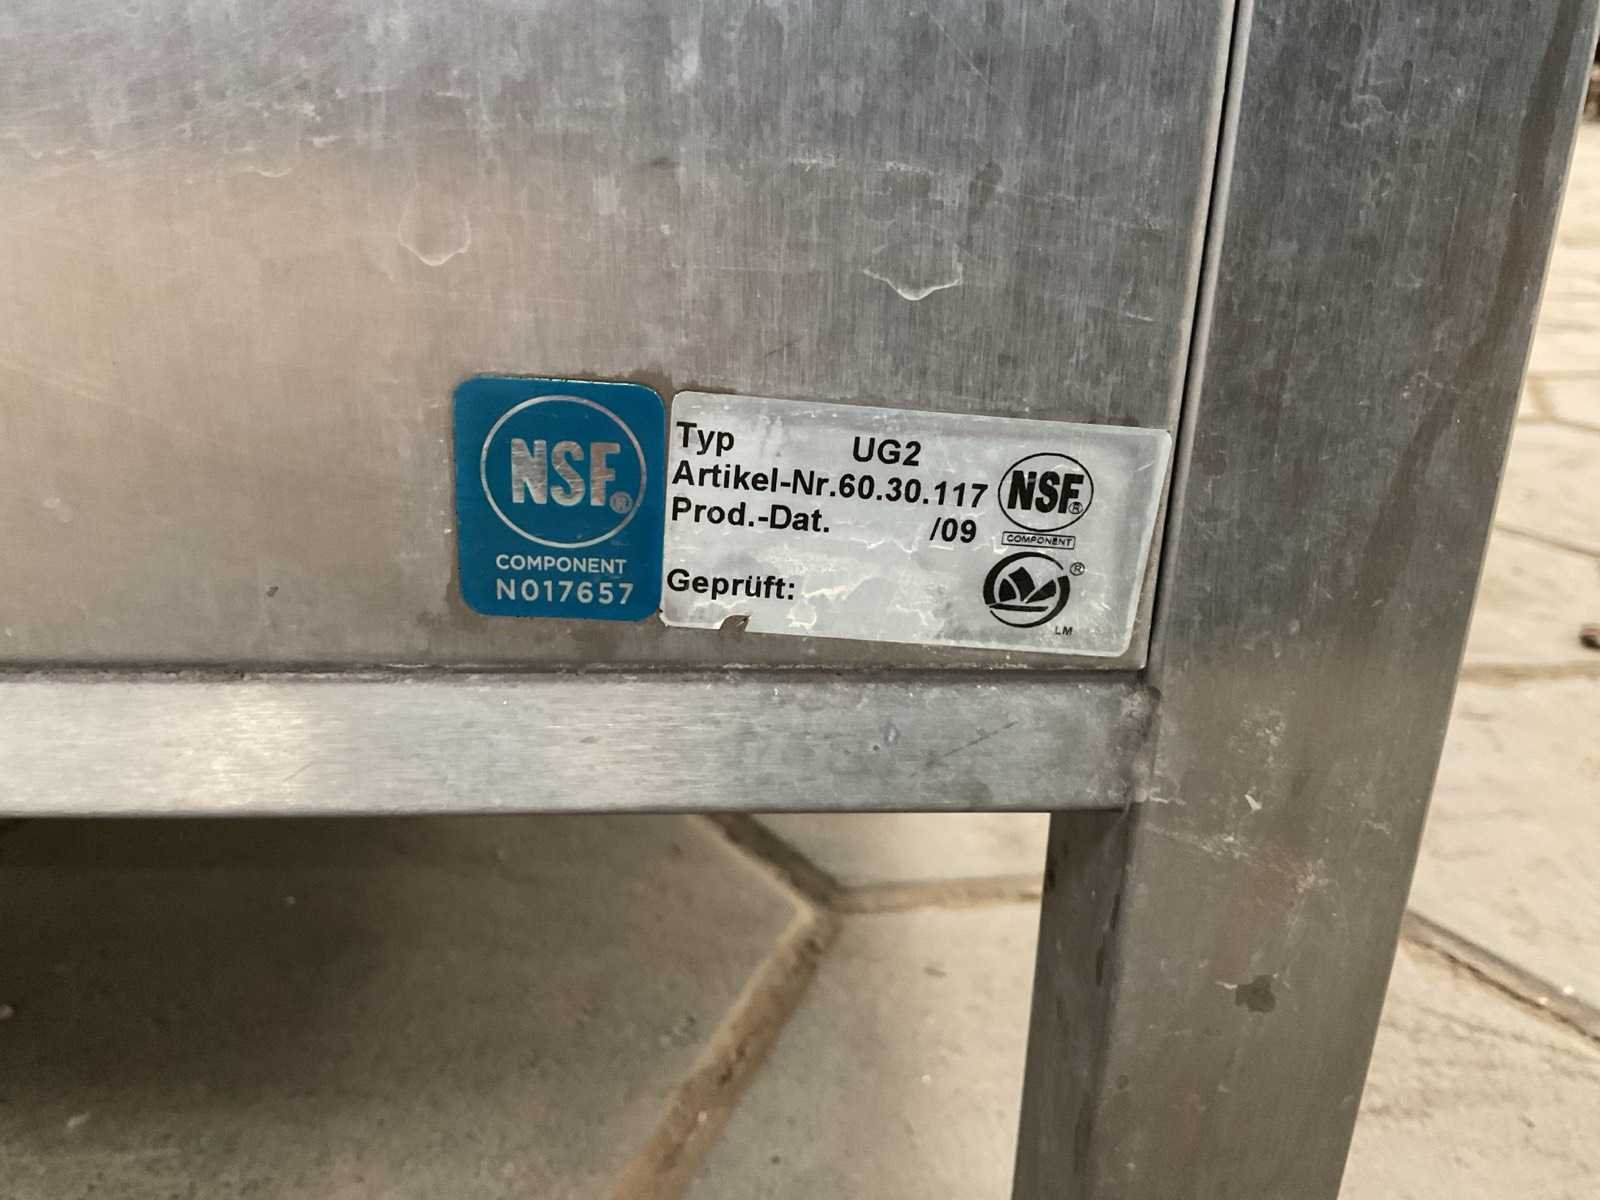 NSF®
COMPONENT
N017657
Typ UG2
Artikel-Nr.60.30.117
Prod.-Dat. /09
Geprüft:
NSF®
COMPONENT
®
LM